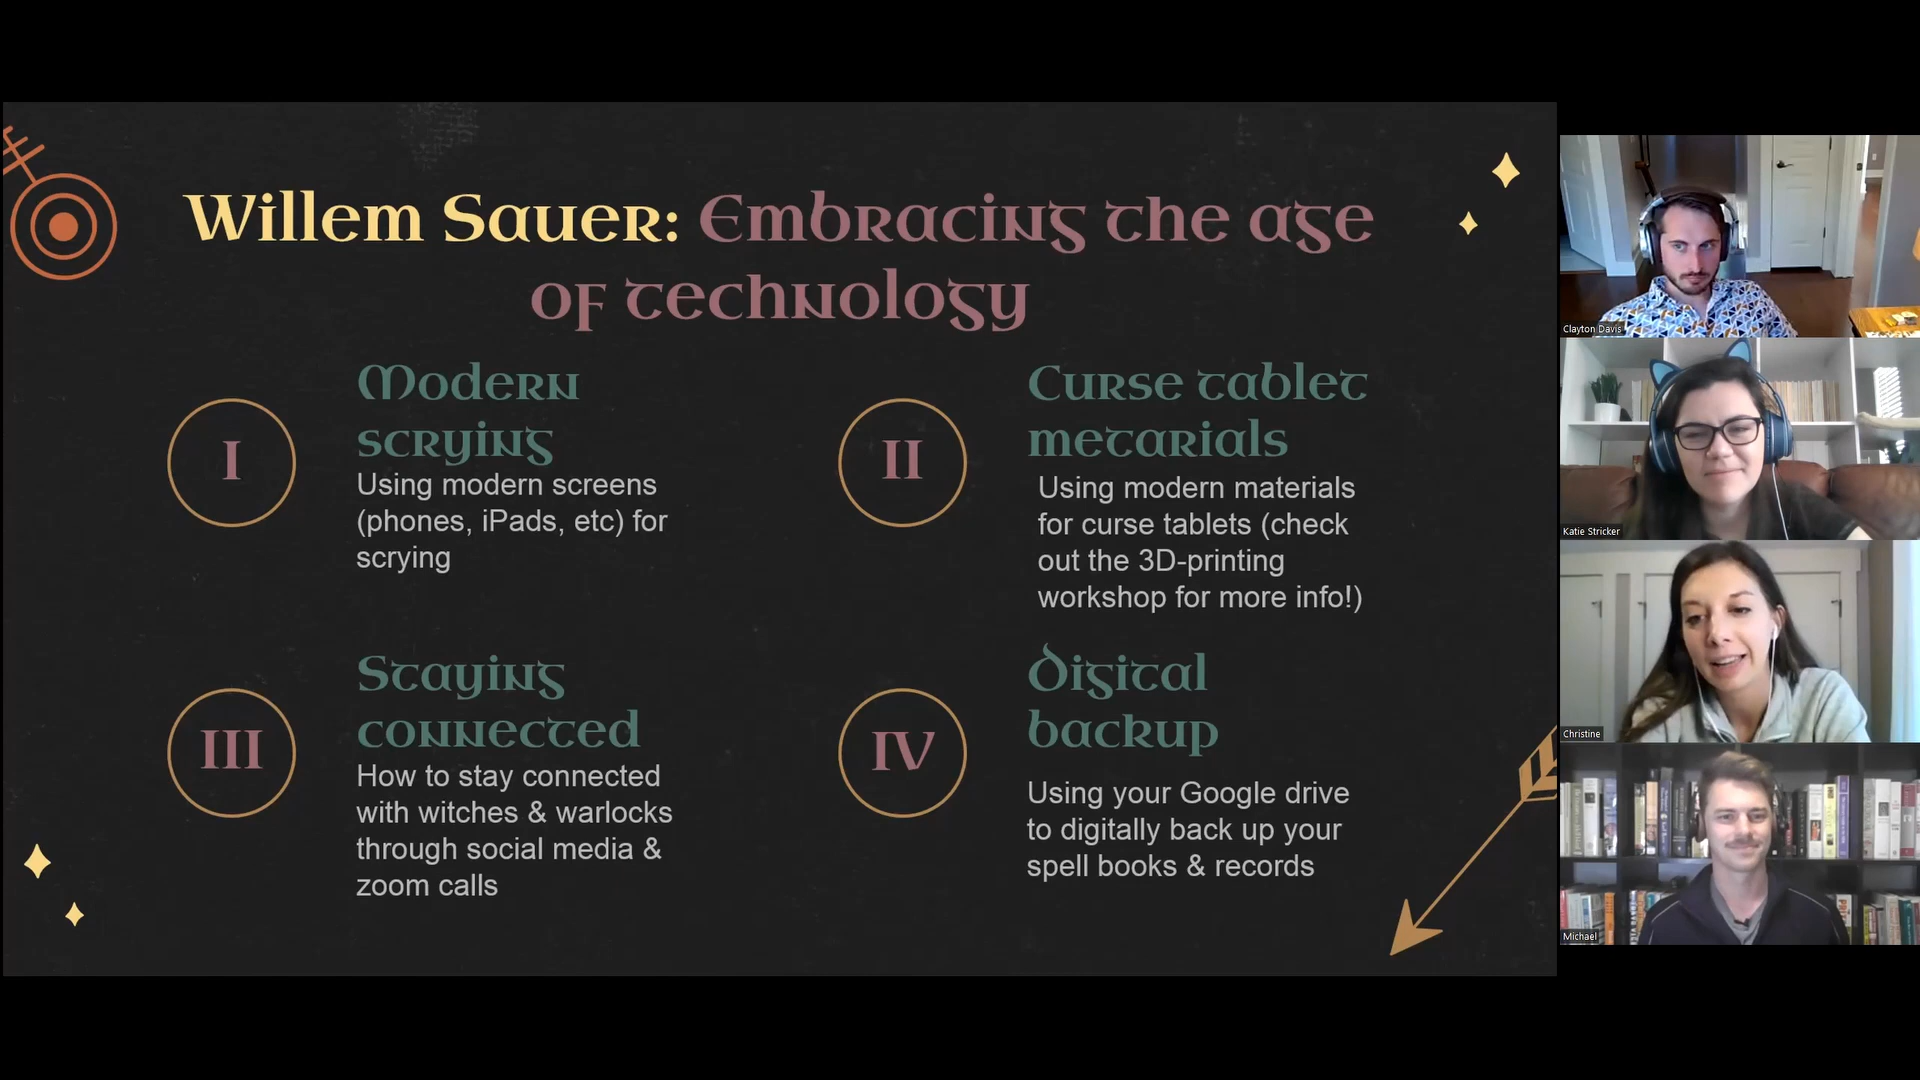 Willem Sauer: Embracing the age
of technology
I
Modern
scrying
Using modern screens
(phones, iPads, etc) for
scrying
II
Curse tablet
metarials
Using modern materials
for curse tablets (check
out the 3D-printing
workshop for more info!)
III
Staying
connected
How to stay connected
with witches & warlocks
through social media &
zoom calls
IV
Digital
backup
Using your Google drive
to digitally back up your
spell books & records
Clayton Davis
Katie Stricker
Christine
Michael